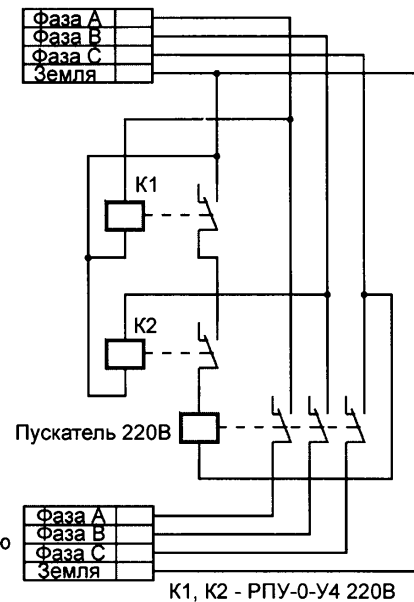 Фаза А
Фаза В
Фаза С
Земля
К1
К2
Пускатель 220В
Фаза А
Фаза В
ю
Фаза С
Земля
К1, К2 - РПУ-0-У4 220В